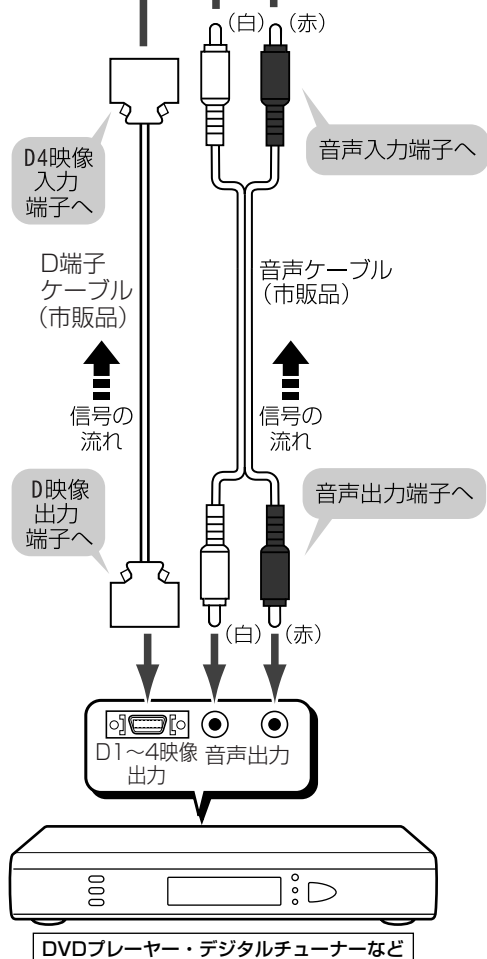 （白）（赤）
D4映像
入力
端子へ
音声入力端子へ
D端子
ケーブル
（市販品）
音声ケーブル
（市販品）
信号の
流れ
信号の
流れ
D映像
出力
端子へ
音声出力端子へ
（白）（赤）
D1～4映像
出力
音声出力
DVDプレーヤー・デジタルチューナーなど